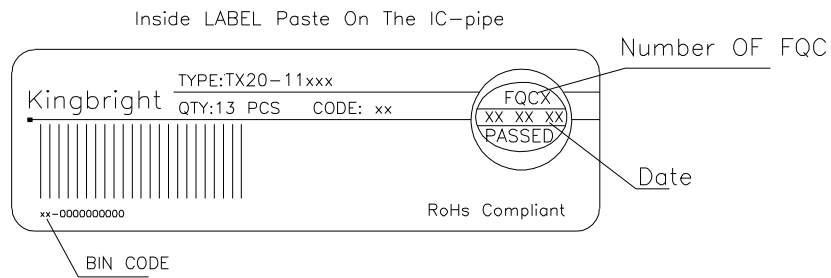 Inside LABEL Paste On The IC-pipe
Number OF FQC
TYPE:TX20-11xxx
Kingbright
QTY:13 PCS CODE: xx
FQCX
XX XX XX
PASSED
Date
xx-0000000000
RoHs Compliant
BIN CODE